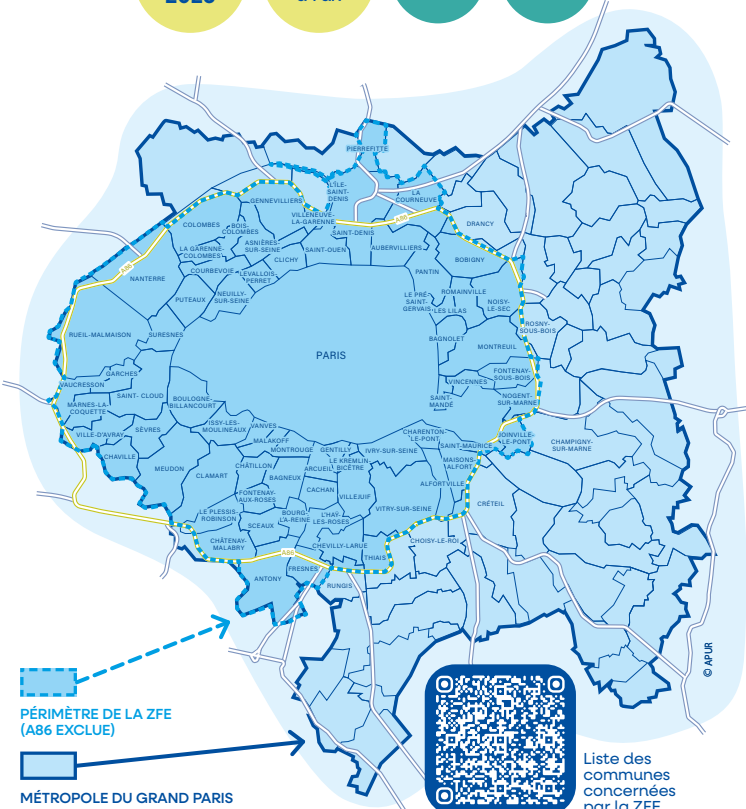 PIERREFITTE
L'ÎLE-
SAINT-
DENIS
LA
COURNEUVE
GENNEVILLIERS
VILLENEUVE-
LA-GARENNE
A86
SAINT-DENIS
DRANCY
COLOMBES
BOIS-
COLOMBES
ASNIÈRES
-SUR-SEINE
SAINT-OUEN
AUBERVILLIERS
LA GARENNE-
COLOMBES
CLICHY
BOBIGNY
A86
NANTERRE
COURBEVOIE
LEVALLOIS-
PERRET
PANTIN
PUTEAUX
NEUILLY-
SUR-SEINE
LE PRÉ-
SAINT-
GERVAIS
ROMAINVILLE
LES LILAS
NOISY-
LE-SEC
ROSNY-
SOUS-BOIS
RUEIL-MALMAISON
SURESNES
BAGNOLET
MONTREUIL
PARIS
GARCHES
VAUCRESSON
SAINT- CLOUD
FONTENAY-
SOUS-BOIS
VINCENNES
MARNES-LA-
COQUETTE
BOULOGNE-
BILLANCOURT
SAINT-
MANDÉ
NOGENT-
SUR-MARNE
VILLE-D'AVRAY
SÈVRES
ISSY-LES-
MOULINEAUX
VANVES
MALAKOFF
MONTROUGE
GENTILLY
CHARENTON-
LE-PONT
SAINT-MAURICE
JOINVILLE-
LE-PONT
CHAMPIGNY-
SUR-MARNE
CHAVILLE
MEUDON
CLAMART
CHÂTILLON
BAGNEUX
ARCUEIL
LE KREMLIN-
BICÊTRE
IVRY-SUR-SEINE
MAISONS-
ALFORT
ALFORTVILLE
CRÉTEIL
FONTENAY-
AUX-ROSES
CACHAN
VILLEJUIF
VITRY-SUR-SEINE
LE PLESSIS-
ROBINSON
SCEAUX
BOURG-
LA-REINE
L'HAŸ-
LES-ROSES
CHÂTENAY-
MALABRY
CHEVILLY-LARUE
CHOISY-LE-ROI
A86
THIAIS
FRESNES
ANTONY
RUNGIS
© APUR
PÉRIMÈTRE DE LA ZFE
(A86 EXCLUE)
MÉTROPOLE DU GRAND PARIS
Liste des
communes
concernées
par la ZFE